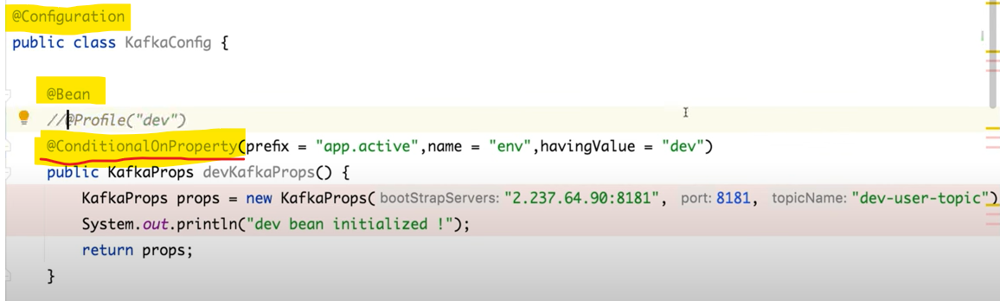 @Configuration
public class KafkaConfig {
@Bean
//@Profile("dev")
@ConditionalOnProperty(prefix = "app.active",name = "env",havingValue = "dev")
public KafkaProps devKafkaProps() {
KafkaProps props = new KafkaProps( bootStrapServers: "2.237.64.90:8181", port: 8181, topicName: "dev-user-topic")
System.out.println("dev bean initialized !");
return props;
}